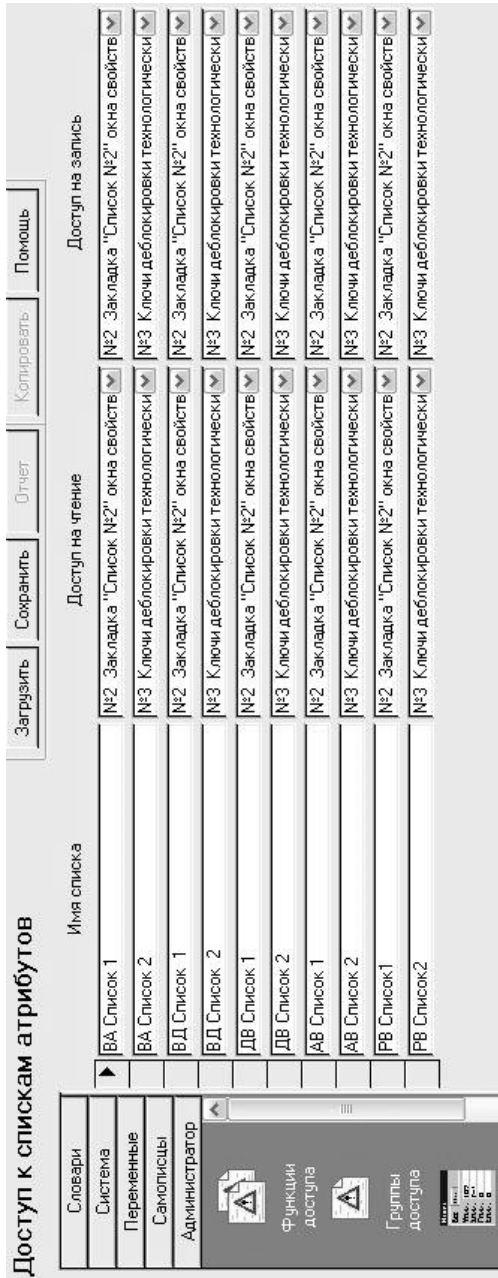 Доступ к спискам атрибутов
Загрузить Сохранить Отчет Копировать Помощь
Словари
Система
Переменные
Самописцы
Администратор
Функции
доступа
Группы
доступа
Имя списка Доступ на чтение Доступ на запись
ВА Список 1 №2 Закладка "Список №2" окна свойств №2 Закладка "Список №2" окна свойств
ВА Список 2 №3 Ключи деблокировки технологически №3 Ключи деблокировки технологически
ВД Список 1 №2 Закладка "Список №2" окна свойств №2 Закладка "Список №2" окна свойств
ВД Список 2 №3 Ключи деблокировки технологически №3 Ключи деблокировки технологически
ДВ Список 1 №2 Закладка "Список №2" окна свойств №2 Закладка "Список №2" окна свойств
ДВ Список 2 №3 Ключи деблокировки технологически №3 Ключи деблокировки технологически
АВ Список 1 №2 Закладка "Список №2" окна свойств №2 Закладка "Список №2" окна свойств
АВ Список 2 №3 Ключи деблокировки технологически №3 Ключи деблокировки технологически
РВ Список1 №2 Закладка "Список №2" окна свойств №2 Закладка "Список №2" окна свойств
РВ Список2 №3 Ключи деблокировки технологически №3 Ключи деблокировки технологически